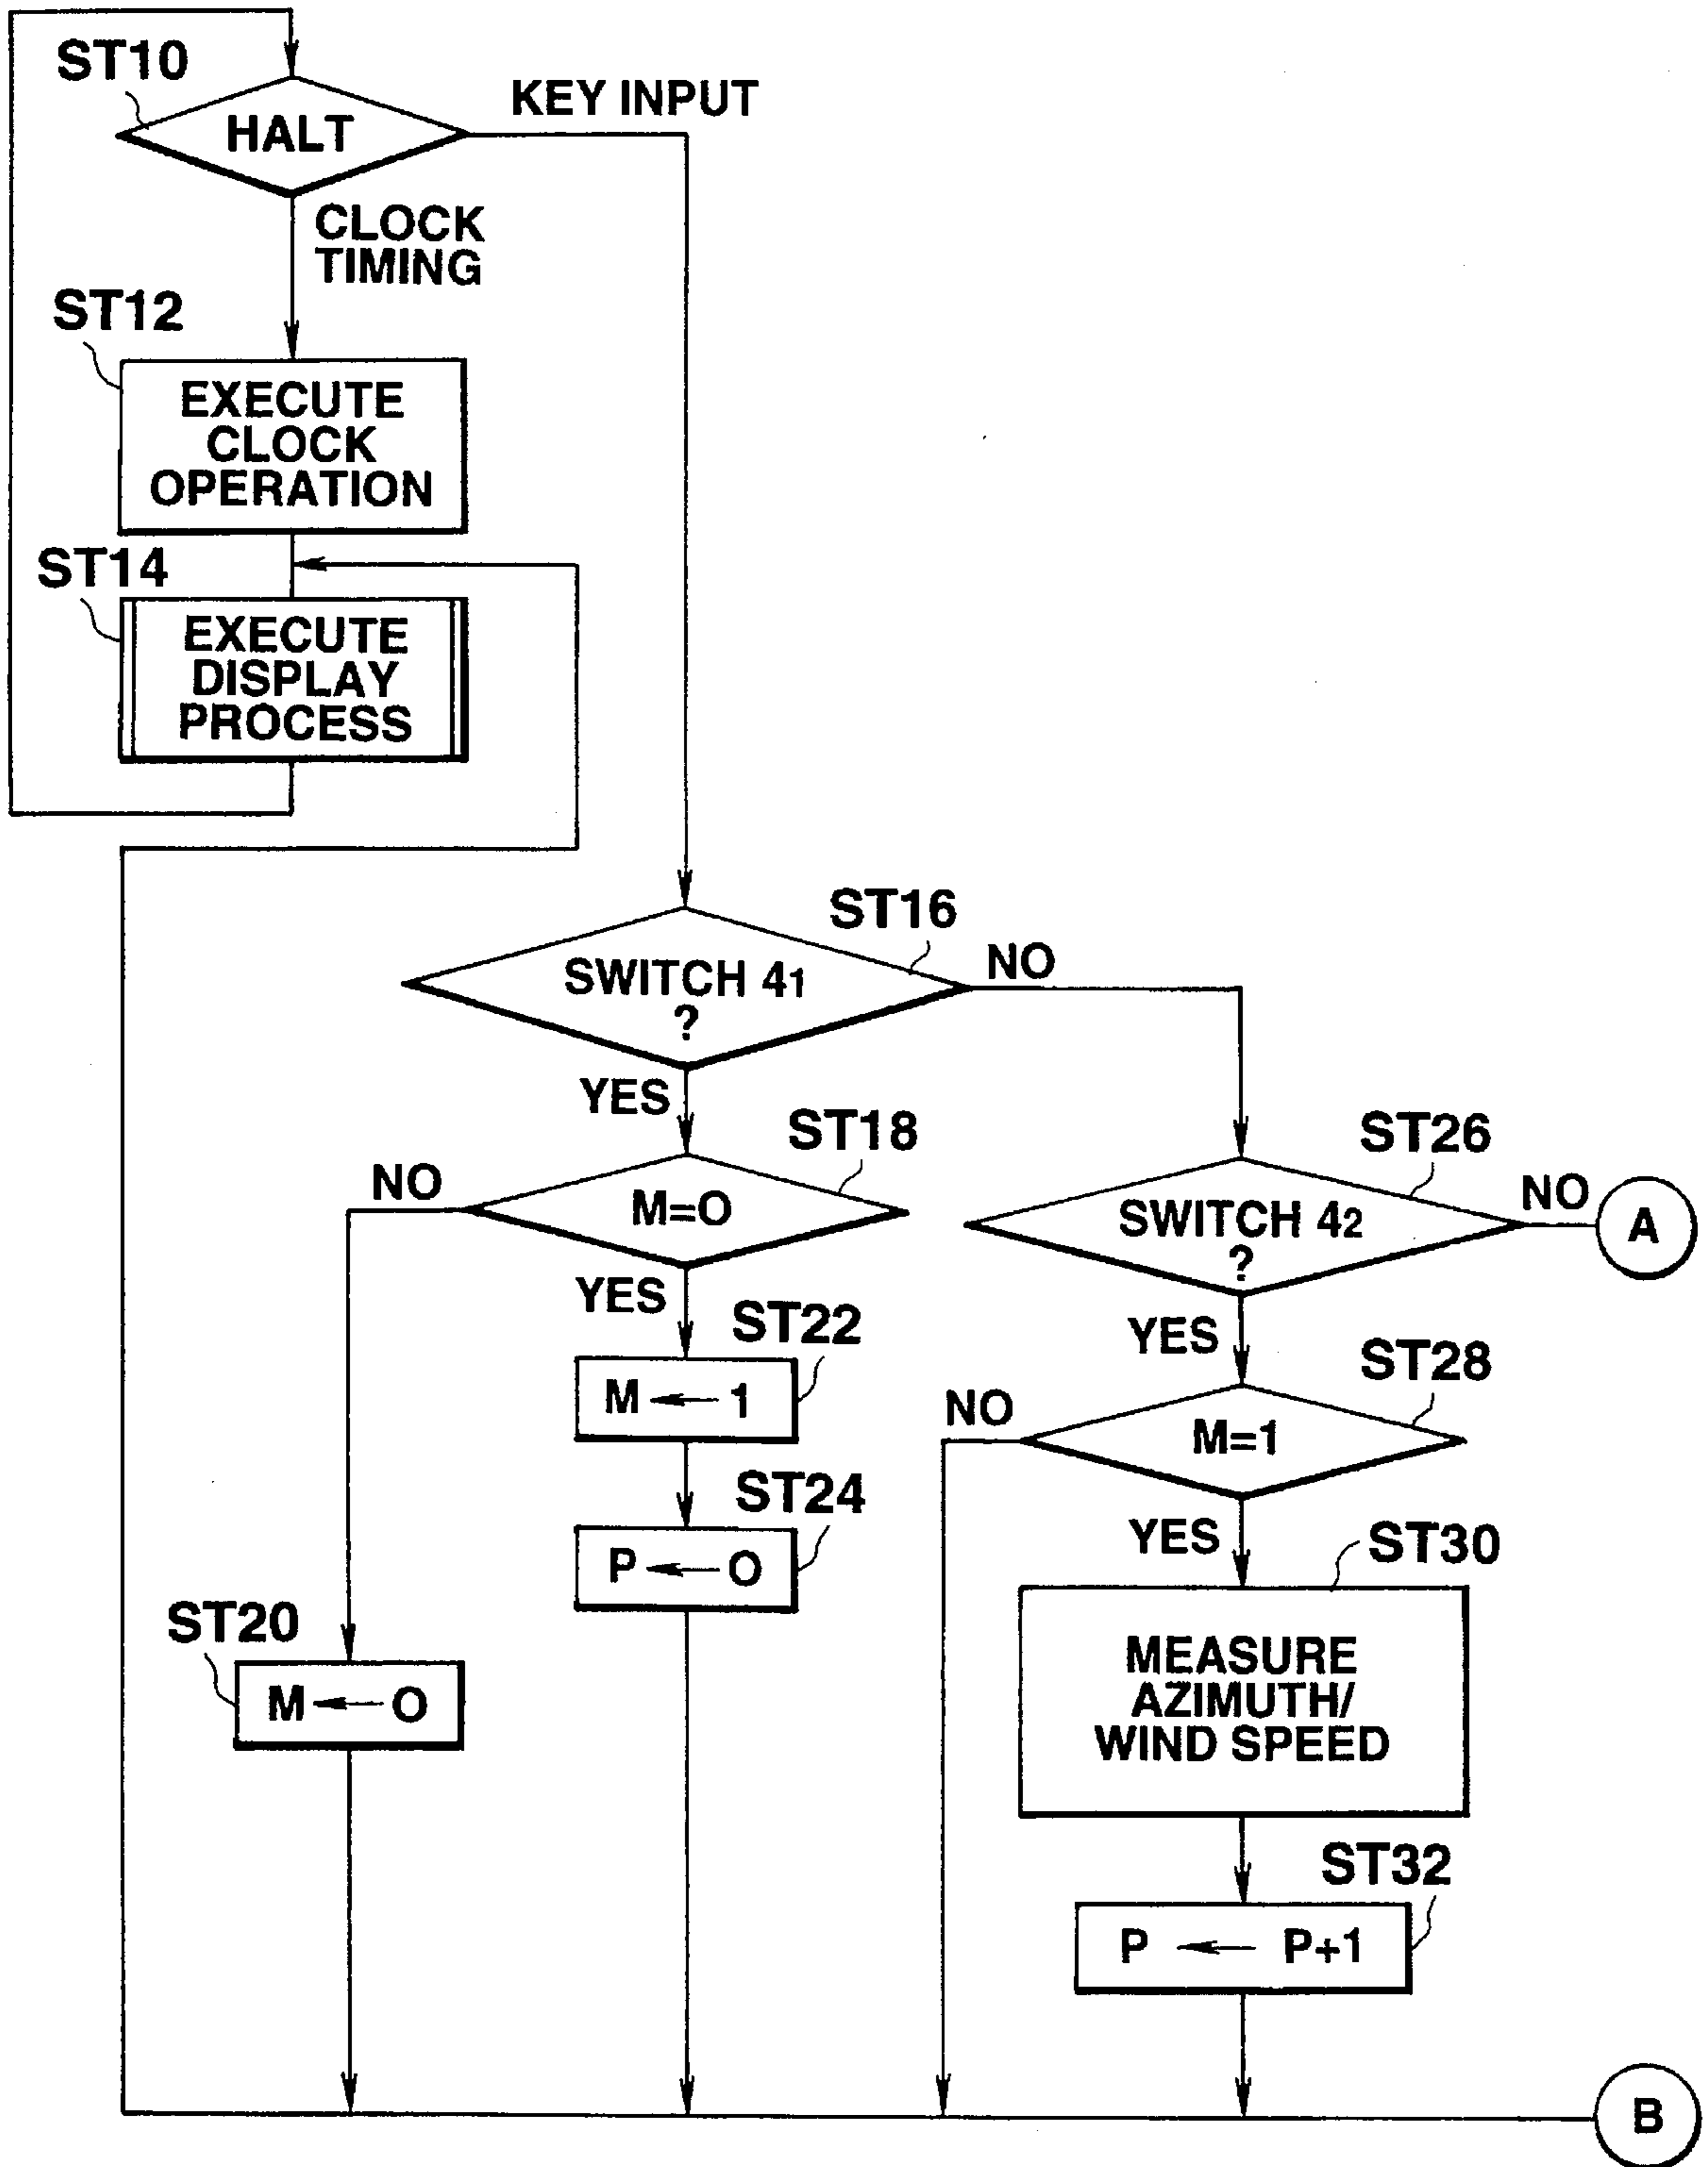 ST10
HALT
KEY INPUT
CLOCK
TIMING
ST12
EXECUTE
CLOCK
OPERATION
ST14
EXECUTE
DISPLAY
PROCESS
ST16
SWITCH 41
?
NO
YES
ST18
M=O
NO
YES
ST26
SWITCH 42
?
NO
A
YES
ST22
M ← 1
ST28
M=1
NO
YES
ST24
P ← O
ST30
MEASURE
AZIMUTH/
WIND SPEED
ST20
M ← O
ST32
P ← P+1
B